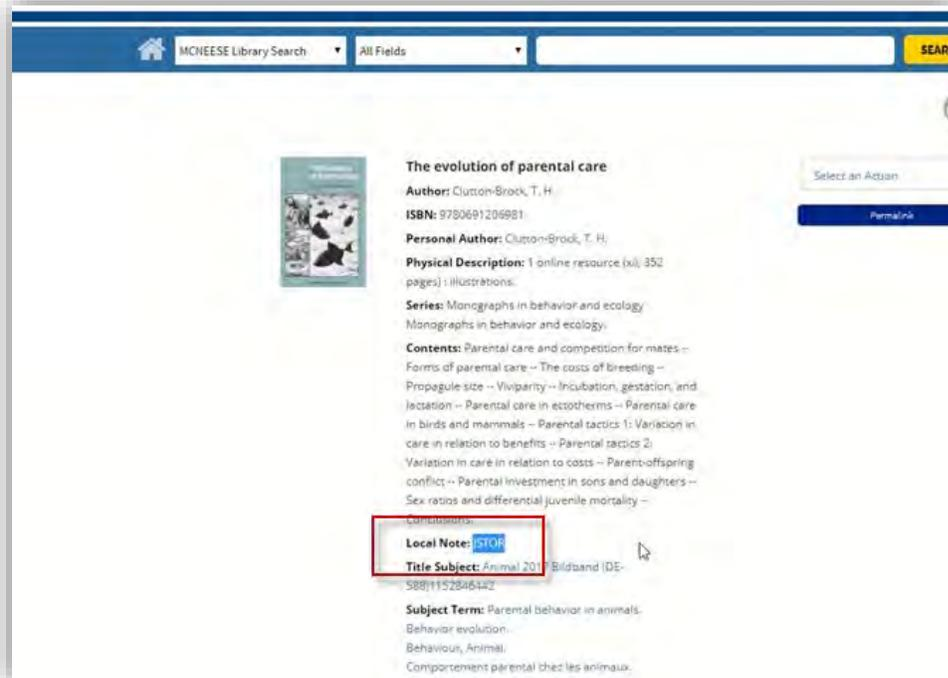 MCNEESE Library Search
All Fields
SEAR
The evolution of parental care
Select an Action
Author: Clutton-Brock, T. H.
Permalink
ISBN: 9780691206981
Personal Author: Clutton-Brock, T. H.
Physical Description: 1 online resource (xii, 352
pages) : illustrations.
Series: Monographs in behavior and ecology
Monographs in behavior and ecology.
Contents: Parental care and competition for mates --
Forms of parental care -- The costs of breeding --
Propagule size -- Viviparity -- Incubation, gestation, and
lactation -- Parental care in ectotherms -- Parental care
in birds and mammals -- Parental tactics 1: Variation in
care in relation to benefits -- Parental tactics 2:
Variation in care in relation to costs -- Parent-offspring
conflict -- Parental investment in sons and daughters --
Sex ratios and differential juvenile mortality --
Conclusions.
Local Note: JSTOR
Title Subject: Animal 2017 Bildband (DE-
588)1152846442
Subject Term: Parental behavior in animals.
Behavior evolution.
Behaviour, Animal.
Comportement parental chez les animaux.